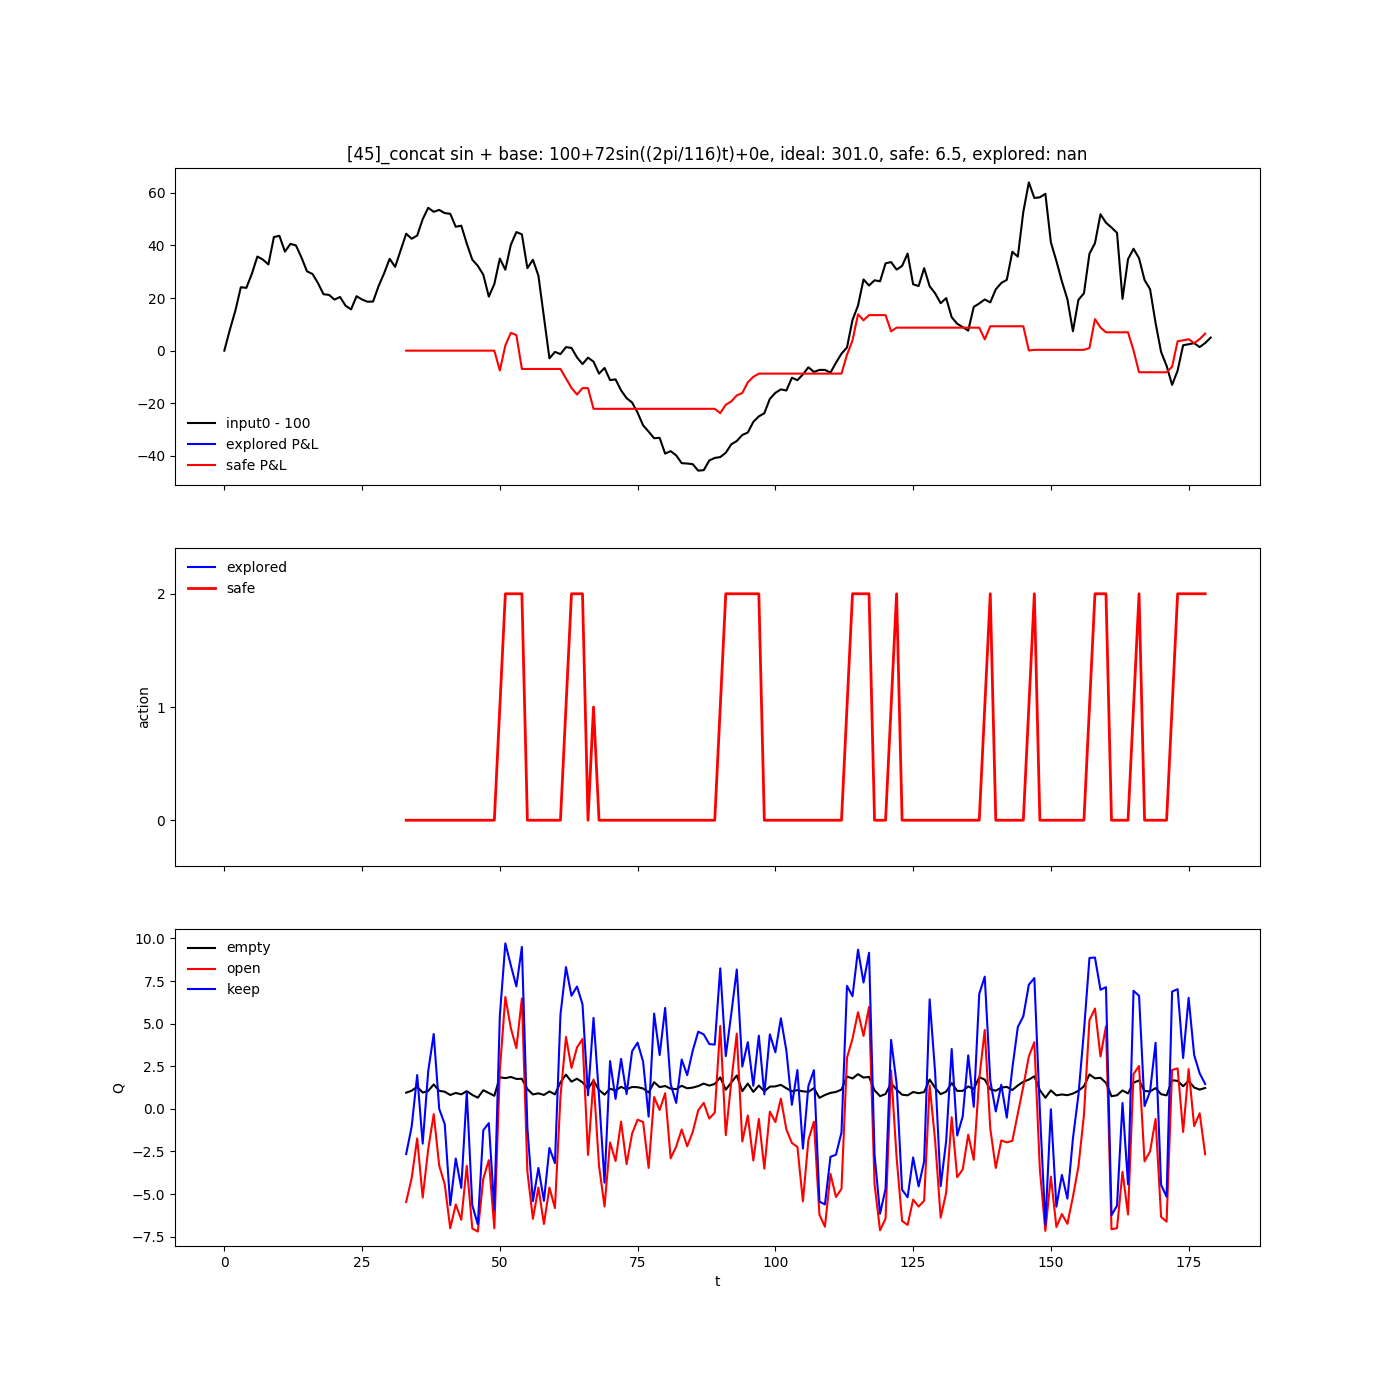 [45]_concat sin + base: 100+72sin((2pi/116)t)+0e, ideal: 301.0, safe: 6.5, explored: nan
60
40
20
0
−20
−40
input0 - 100
explored P&L
safe P&L
explored
safe
2
1
0
action
empty
open
keep
10.0
7.5
5.0
2.5
0.0
−2.5
−5.0
−7.5
Q
0 25 50 75 100 125 150 175
t